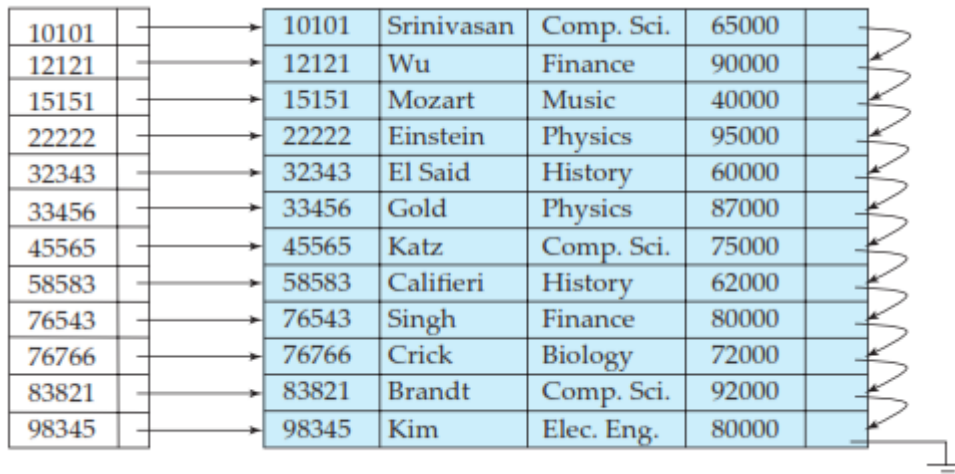 10101 10101 Srinivasan Comp. Sci. 65000
12121 12121 Wu Finance 90000
15151 15151 Mozart Music 40000
22222 22222 Einstein Physics 95000
32343 32343 El Said History 60000
33456 33456 Gold Physics 87000
45565 45565 Katz Comp. Sci. 75000
58583 58583 Califieri History 62000
76543 76543 Singh Finance 80000
76766 76766 Crick Biology 72000
83821 83821 Brandt Comp. Sci. 92000
98345 98345 Kim Elec. Eng. 80000